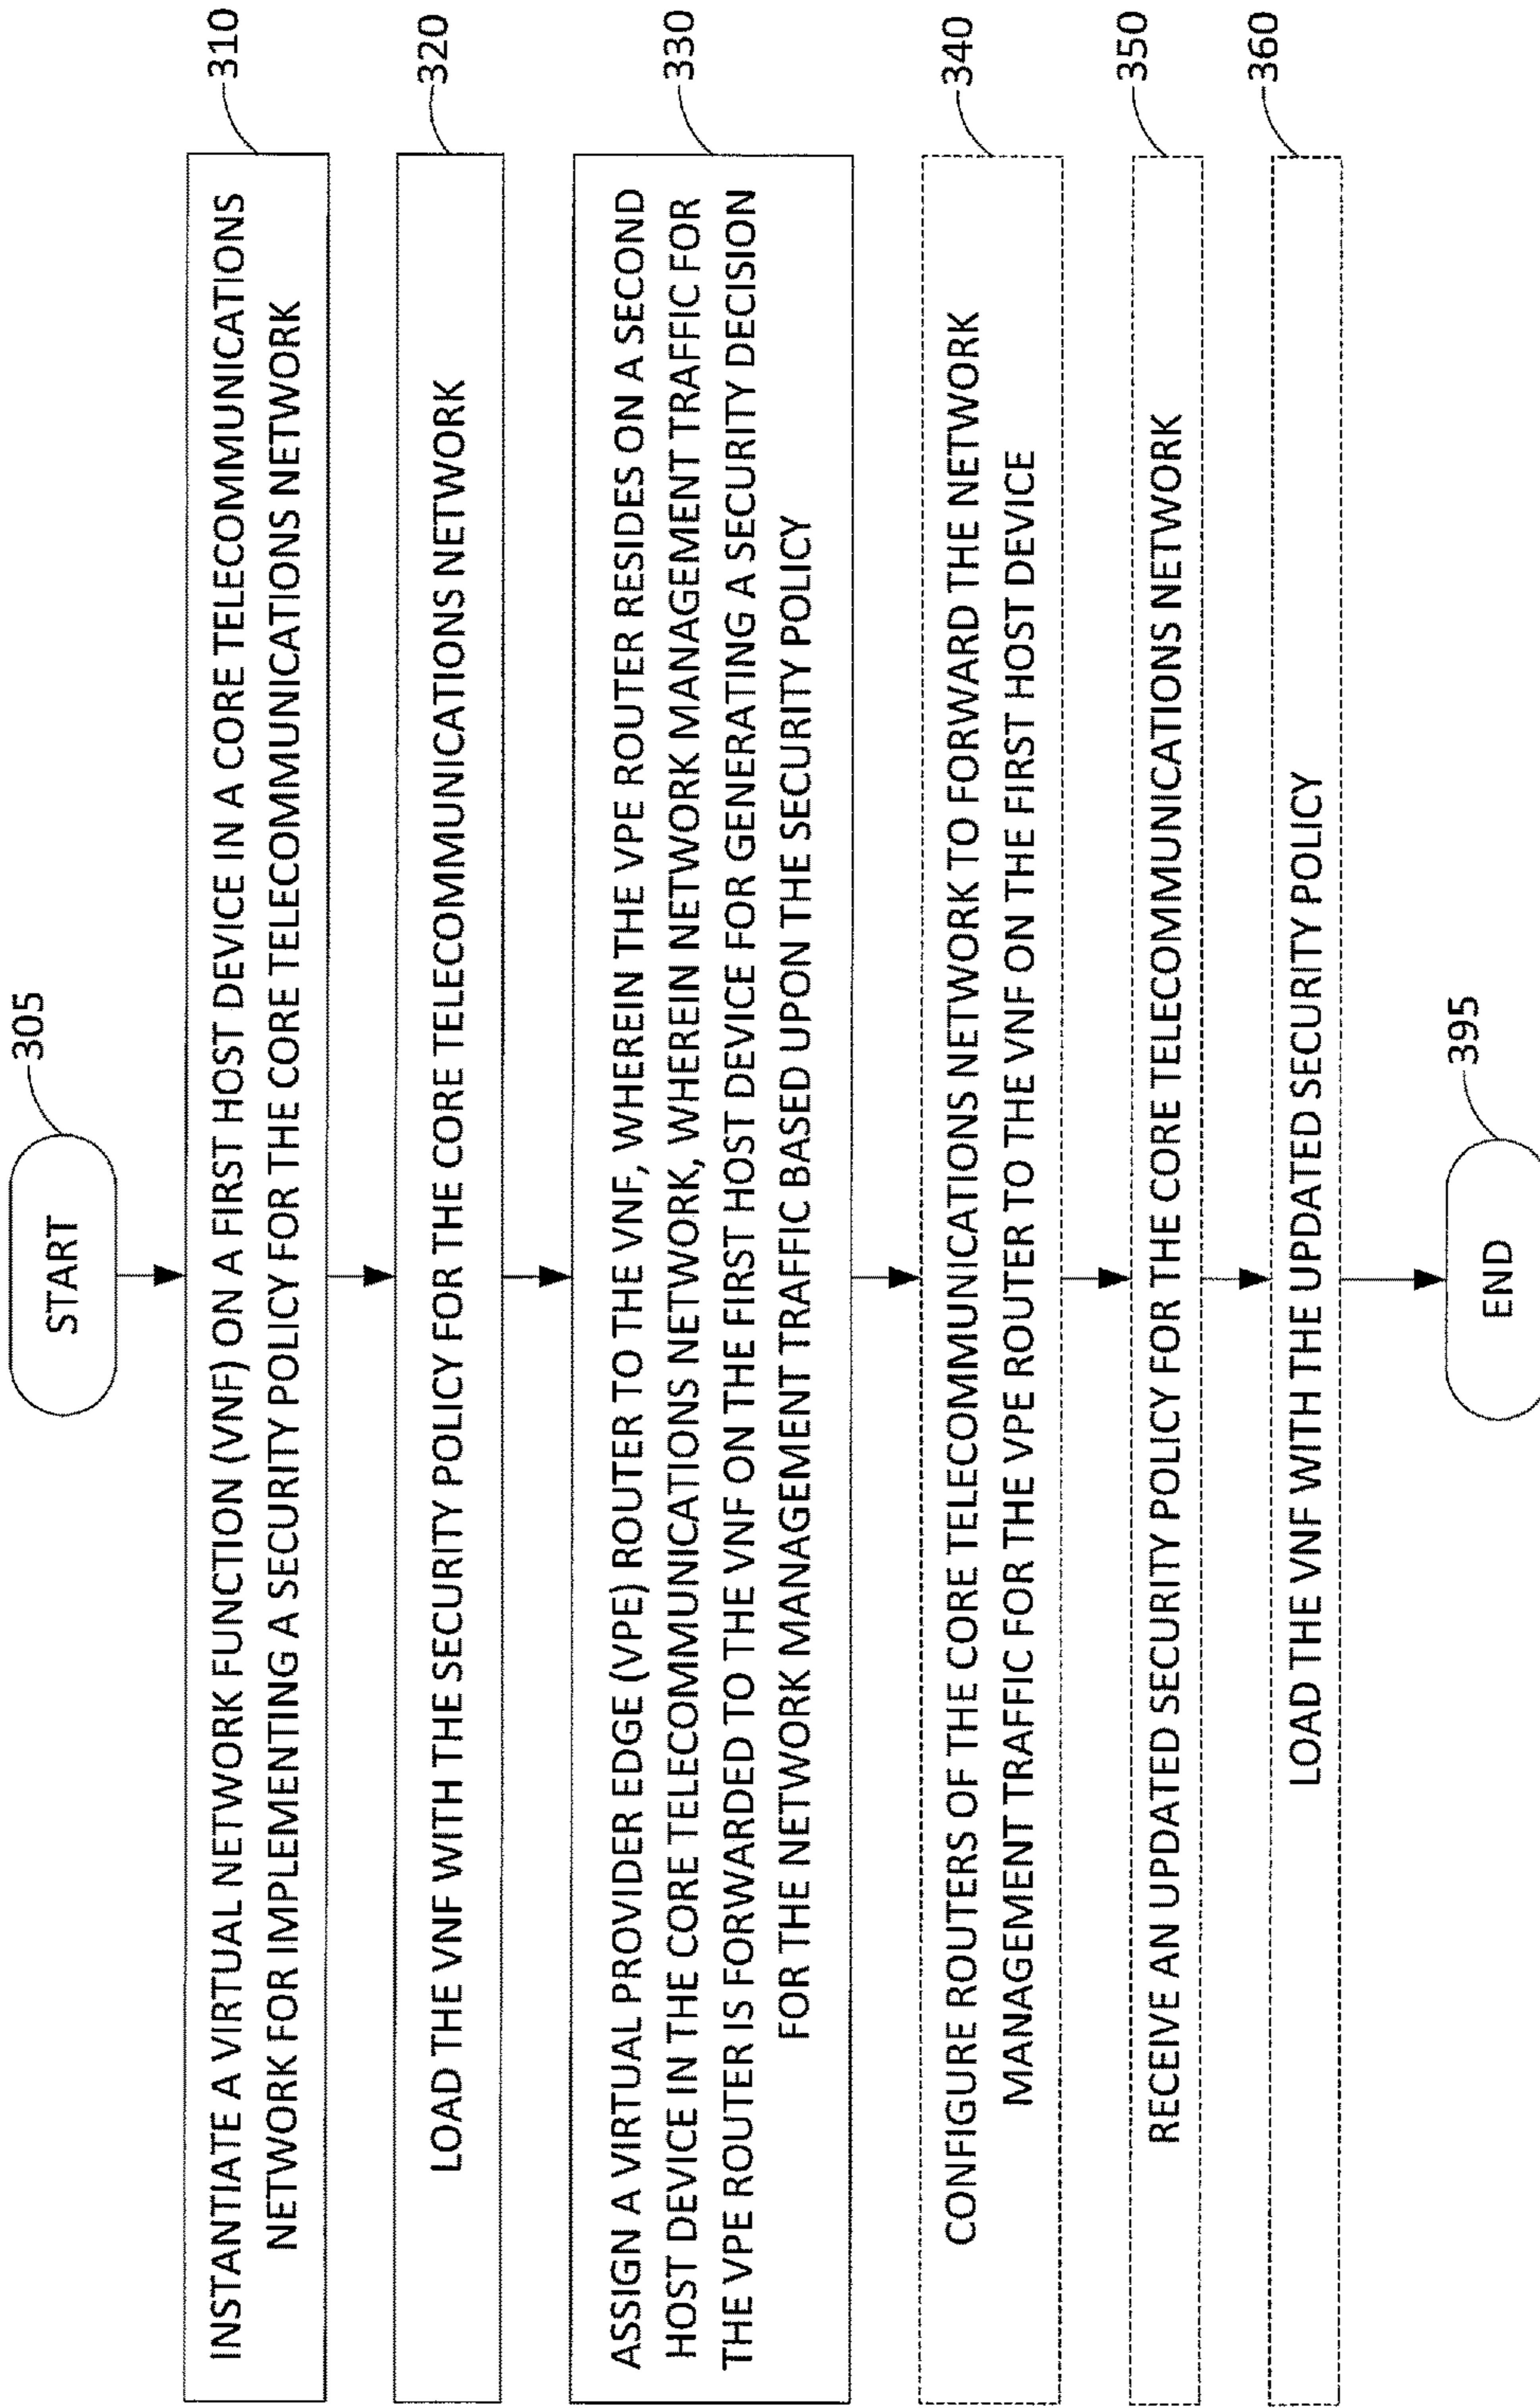 305
START
310
INSTANTIATE A VIRTUAL NETWORK FUNCTION (VNF) ON A FIRST HOST DEVICE IN A CORE TELECOMMUNICATIONS
NETWORK FOR IMPLEMENTING A SECURITY POLICY FOR THE CORE TELECOMMUNICATIONS NETWORK
320
LOAD THE VNF WITH THE SECURITY POLICY FOR THE CORE TELECOMMUNICATIONS NETWORK
330
ASSIGN A VIRTUAL PROVIDER EDGE (VPE) ROUTER TO THE VNF, WHEREIN THE VPE ROUTER RESIDES ON A SECOND
HOST DEVICE IN THE CORE TELECOMMUNICATIONS NETWORK, WHEREIN NETWORK MANAGEMENT TRAFFIC FOR
THE VPE ROUTER IS FORWARDED TO THE VNF ON THE FIRST HOST DEVICE FOR GENERATING A SECURITY DECISION
FOR THE NETWORK MANAGEMENT TRAFFIC BASED UPON THE SECURITY POLICY
340
CONFIGURE ROUTERS OF THE CORE TELECOMMUNICATIONS NETWORK TO FORWARD THE NETWORK
MANAGEMENT TRAFFIC FOR THE VPE ROUTER TO THE VNF ON THE FIRST HOST DEVICE
350
RECEIVE AN UPDATED SECURITY POLICY FOR THE CORE TELECOMMUNICATIONS NETWORK
360
LOAD THE VNF WITH THE UPDATED SECURITY POLICY
395
END